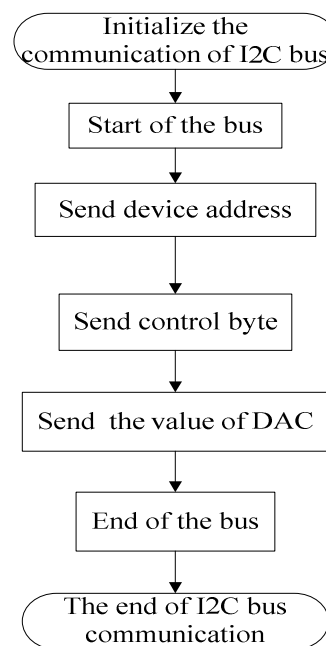 Initialize the
communication of I2C bus
Start of the bus
Send device address
Send control byte
Send the value of DAC
End of the bus
The end of I2C bus
communication